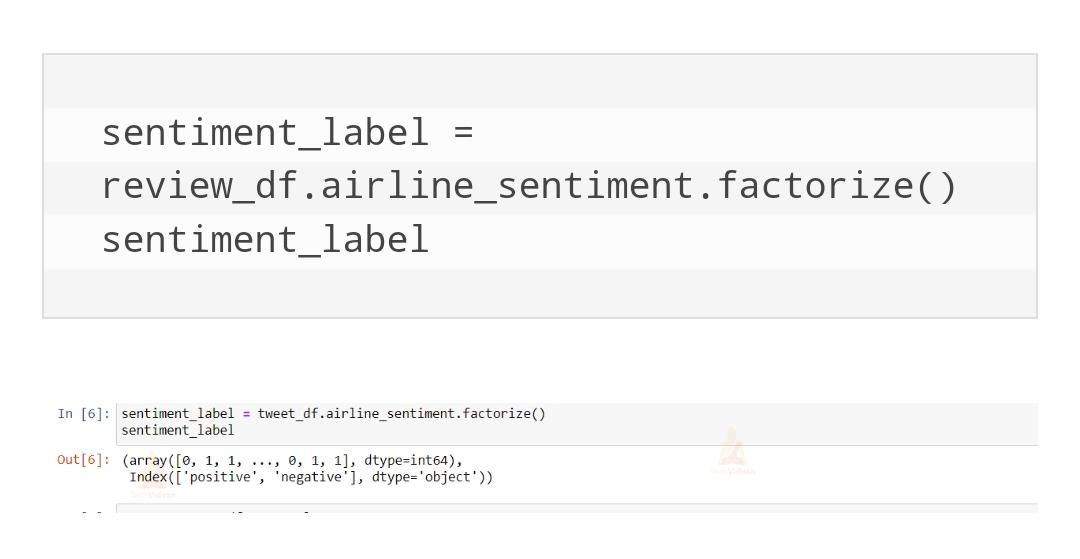 sentiment_label =
review_df.airline_sentiment.factorize()
sentiment_label
In [6]: sentiment_label = tweet_df.airline_sentiment.factorize()
sentiment_label
Out[6]: (array([0, 1, 1, ..., 0, 1, 1], dtype=int64),
Index(['positive', 'negative'], dtype='object'))